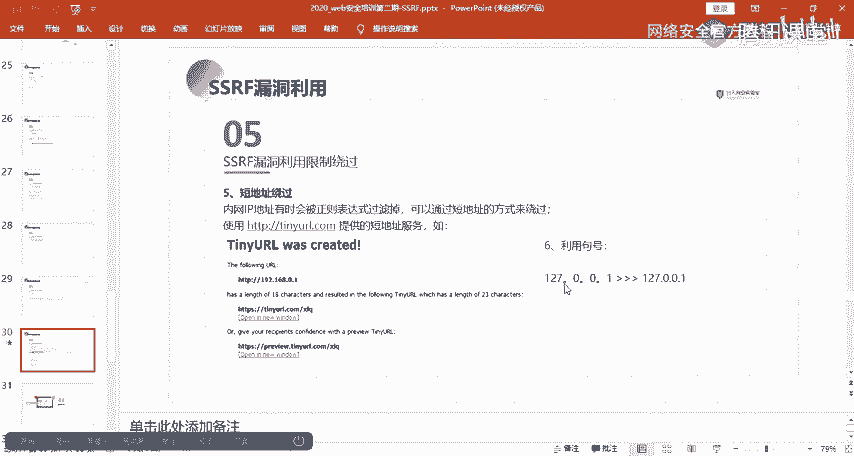 2020_web安全培训第二期-SSRF.pptx - PowerPoint (未经授权产品)
登录
文件 开始 插入 设计 切换 动画 幻灯片放映 审阅 视图 帮助 操作说明搜索
腾讯课堂
25
26
27
28
29
30
31
SSRF漏洞利用
05
SSRF漏洞利用限制绕过
5、短地址绕过
内网IP地址有时会被正则表达式过滤掉，可以通过短地址的方式来绕过；
使用 http://tinyurl.com 提供的短地址服务，如：
TinyURL was created!
The following URL:
http://192.168.0.1
has a length of 18 characters and resulted in the following TinyURL which has a length of 23 characters:
https://tinyurl.com/xlq
[Open in new window]
Or, give your recipients confidence with a preview TinyURL:
https://preview.tinyurl.com/xlq
[Open in new window]
6、利用句号：
127。0。0。1 >>> 127.0.0.1
单击此处添加备注
备注 批注
79%